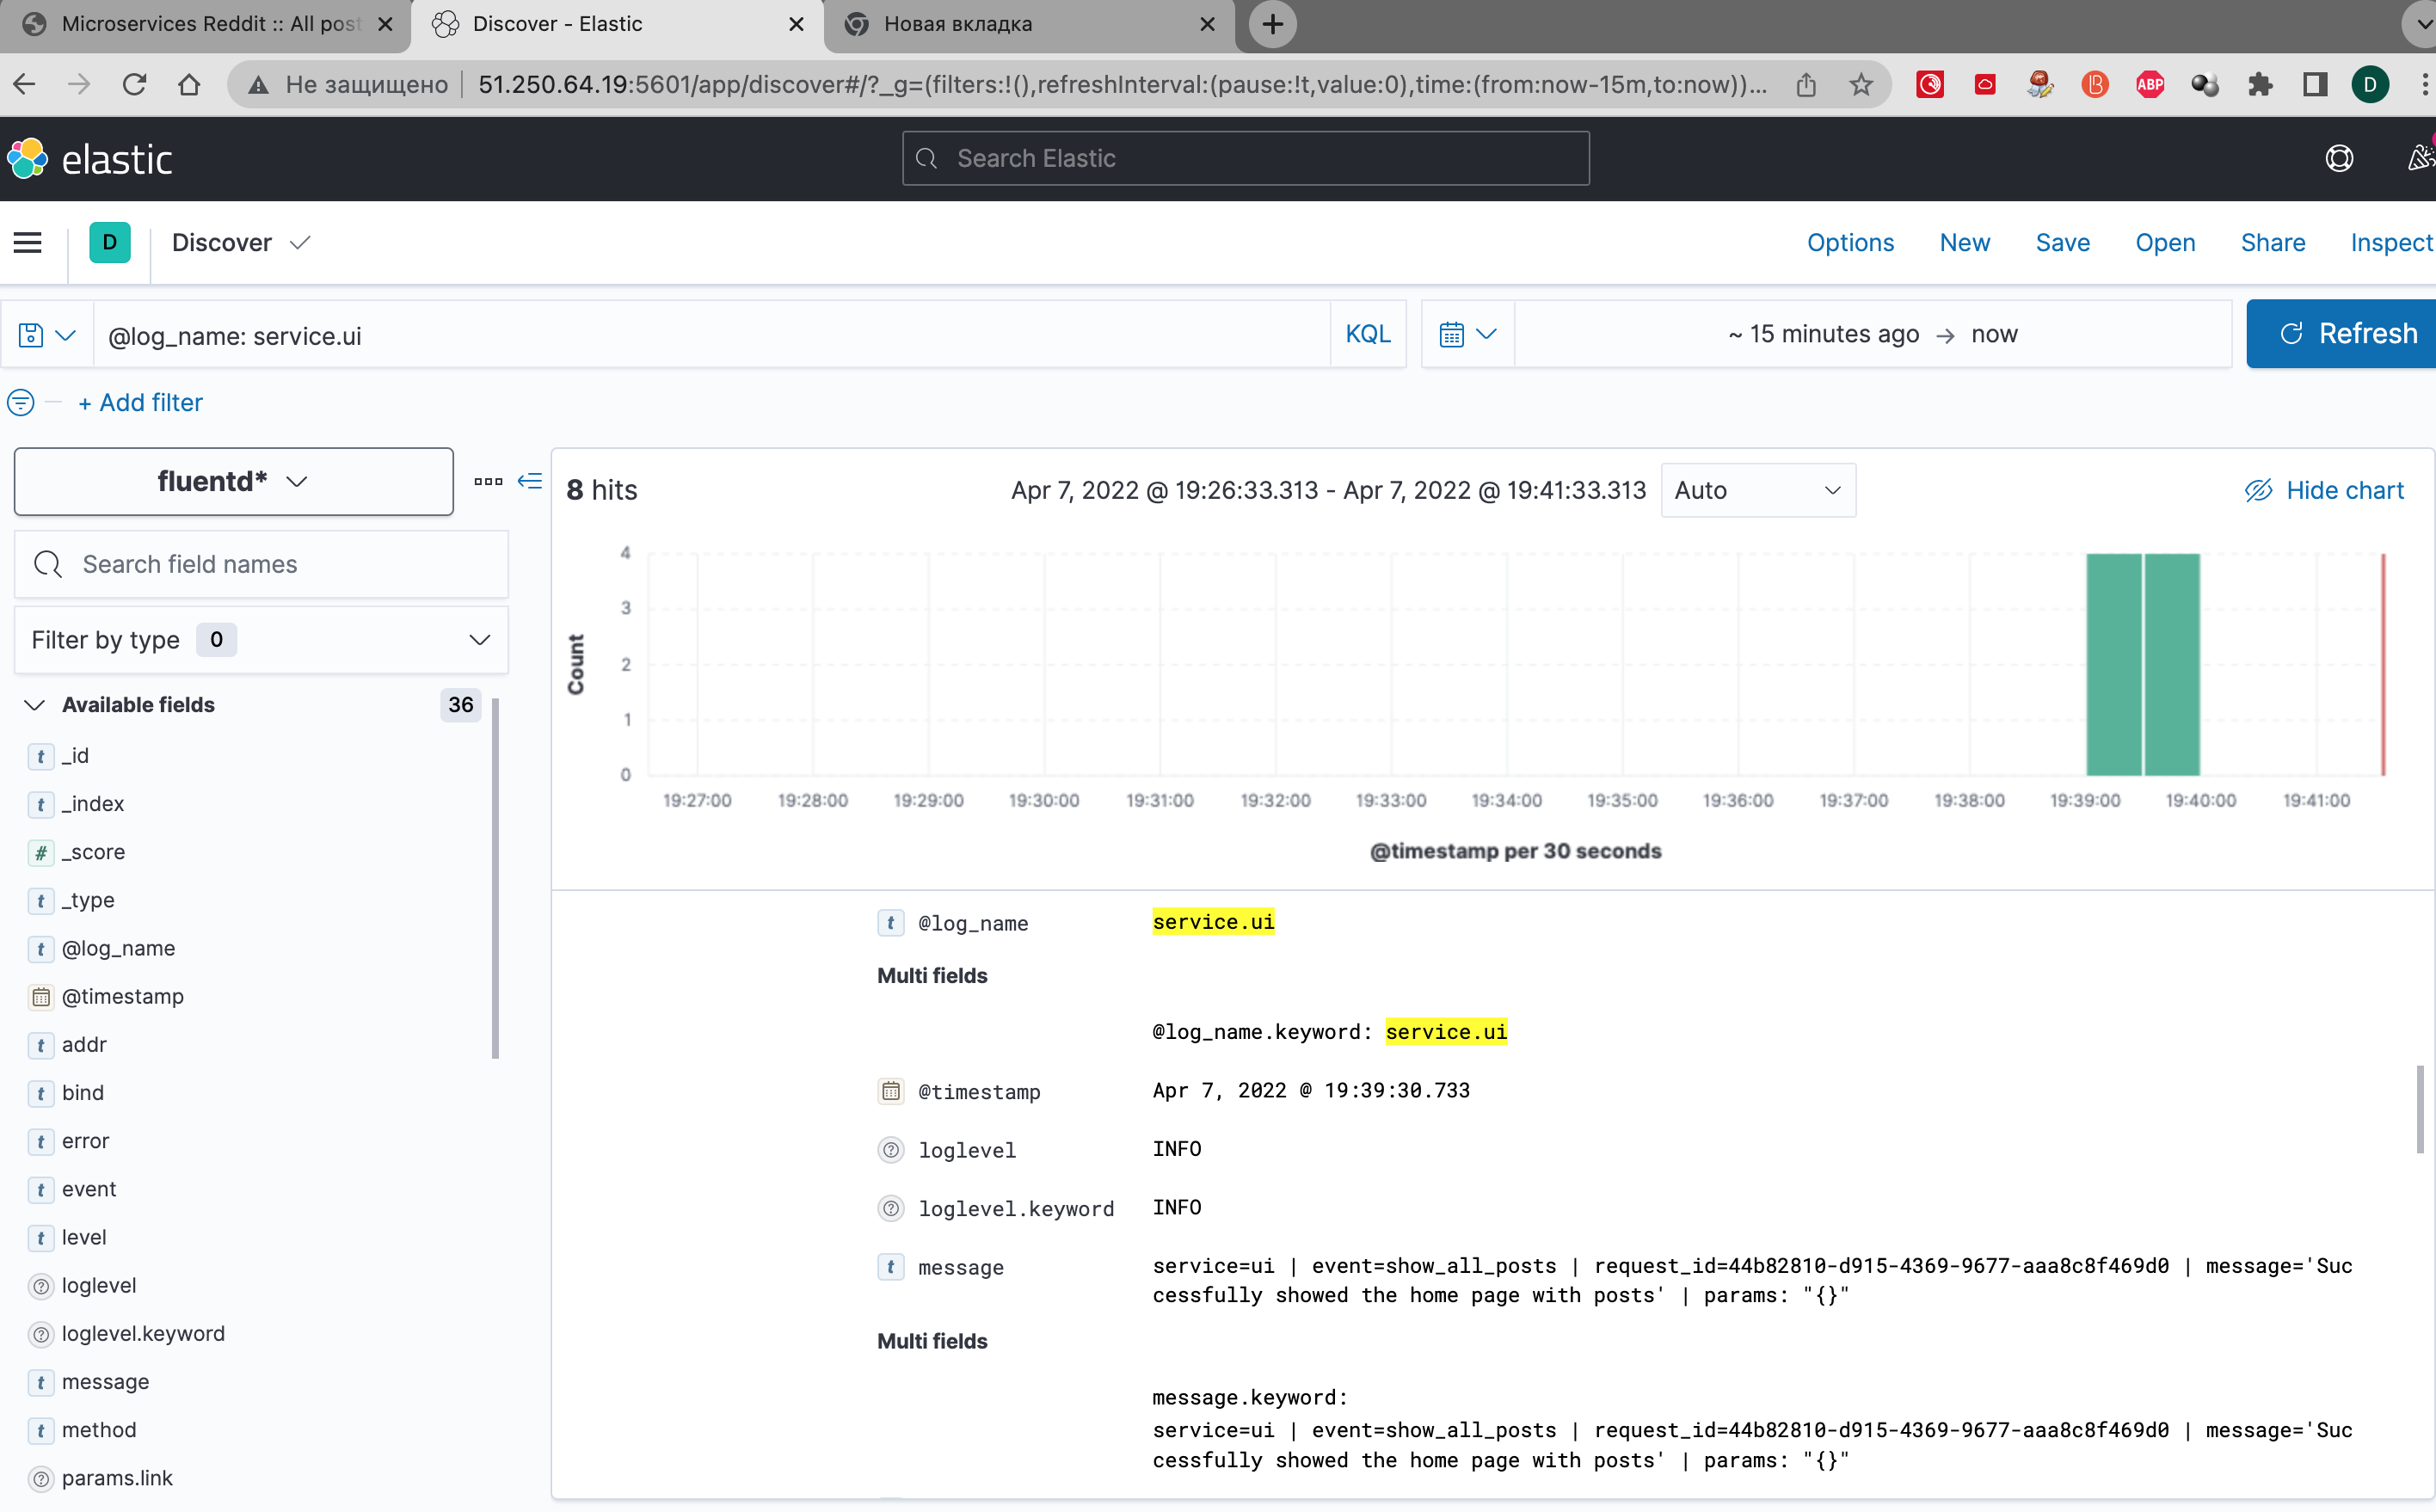 Microservices Reddit :: All post
Discover - Elastic
Новая вкладка
Не защищено 51.250.64.19:5601/app/discover#/?_g=(filters:!(),refreshInterval:(pause:!t,value:0),time:(from:now-15m,to:now))...
ABP
D
elastic
Search Elastic
D Discover
Options New Save Open Share Inspect
@log_name: service.ui
KQL
~ 15 minutes ago → now
Refresh
+ Add filter
fluentd*
8 hits
Apr 7, 2022 @ 19:26:33.313 - Apr 7, 2022 @ 19:41:33.313
Auto
Hide chart
Search field names
Filter by type 0
Available fields 36
t _id
t _index
# _score
t _type
t @log_name
@timestamp
t addr
t bind
t error
t event
t level
? loglevel
? loglevel.keyword
t message
t method
? params.link
Count
4
3
2
1
0
19:27:00 19:28:00 19:29:00 19:30:00 19:31:00 19:32:00 19:33:00 19:34:00 19:35:00 19:36:00 19:37:00 19:38:00 19:39:00 19:40:00 19:41:00
@timestamp per 30 seconds
t @log_name service.ui
Multi fields
@log_name.keyword: service.ui
@timestamp Apr 7, 2022 @ 19:39:30.733
? loglevel INFO
? loglevel.keyword INFO
t message service=ui | event=show_all_posts | request_id=44b82810-d915-4369-9677-aaa8c8f469d0 | message='Suc
cessfully showed the home page with posts' | params: "{}"
Multi fields
message.keyword:
service=ui | event=show_all_posts | request_id=44b82810-d915-4369-9677-aaa8c8f469d0 | message='Suc
cessfully showed the home page with posts' | params: "{}"